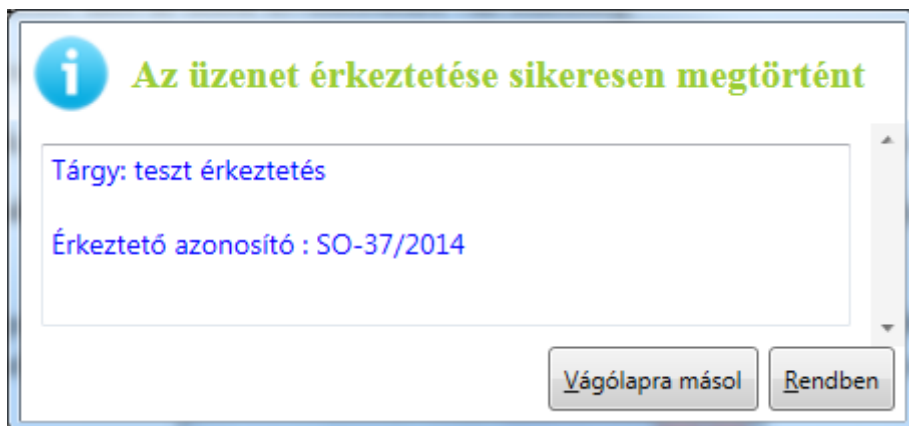 Az üzenet érkeztetése sikeresen megtörtént
Tárgy: teszt érkeztetés
Érkeztető azonosító : SO-37/2014
Vágólapra másol
Rendben